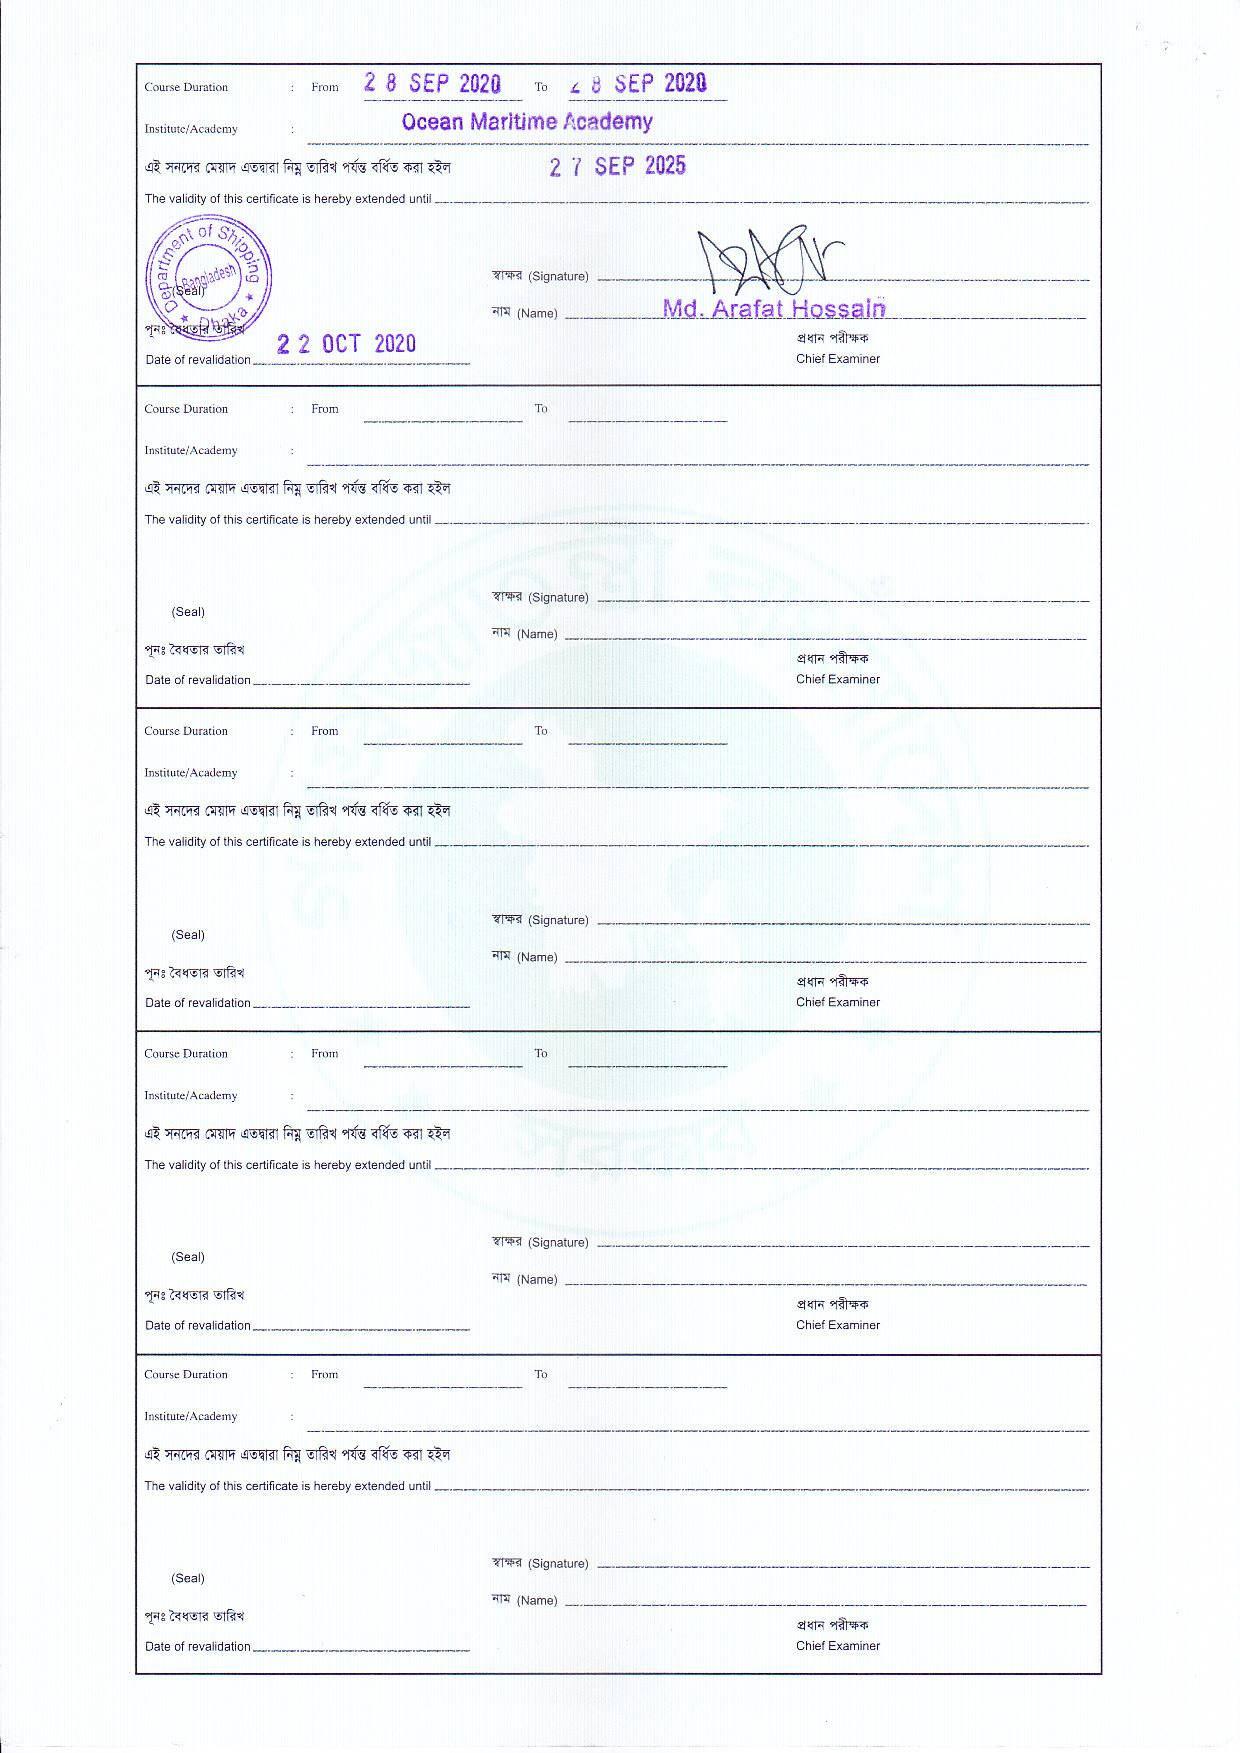 Course Duration : From 28 SEP 2020 To 28 SEP 2020
Institute/Academy : Ocean Maritime Academy
এই সনদের মেয়াদ এতদ্বারা নিম্ন তারিখ পর্যন্ত বর্ধিত করা হইল 27 SEP 2025
The validity of this certificate is hereby extended until
Department of Shipping
Bangladesh
Dhaka
স্বাক্ষর (Signature)
(Seal)
নাম (Name) Md. Arafat Hossain
পূনঃ বৈধতার তারিখ
প্রধান পরীক্ষক
Date of revalidation 22 OCT 2020
Chief Examiner
Course Duration : From To
Institute/Academy :
এই সনদের মেয়াদ এতদ্বারা নিম্ন তারিখ পর্যন্ত বর্ধিত করা হইল
The validity of this certificate is hereby extended until
স্বাক্ষর (Signature)
(Seal)
নাম (Name)
পূনঃ বৈধতার তারিখ
প্রধান পরীক্ষক
Date of revalidation
Chief Examiner
Course Duration : From To
Institute/Academy :
এই সনদের মেয়াদ এতদ্বারা নিম্ন তারিখ পর্যন্ত বর্ধিত করা হইল
The validity of this certificate is hereby extended until
স্বাক্ষর (Signature)
(Seal)
নাম (Name)
পূনঃ বৈধতার তারিখ
প্রধান পরীক্ষক
Date of revalidation
Chief Examiner
Course Duration : From To
Institute/Academy :
এই সনদের মেয়াদ এতদ্বারা নিম্ন তারিখ পর্যন্ত বর্ধিত করা হইল
The validity of this certificate is hereby extended until
স্বাক্ষর (Signature)
(Seal)
নাম (Name)
পূনঃ বৈধতার তারিখ
প্রধান পরীক্ষক
Date of revalidation
Chief Examiner
Course Duration : From To
Institute/Academy :
এই সনদের মেয়াদ এতদ্বারা নিম্ন তারিখ পর্যন্ত বর্ধিত করা হইল
The validity of this certificate is hereby extended until
স্বাক্ষর (Signature)
(Seal)
নাম (Name)
পূনঃ বৈধতার তারিখ
প্রধান পরীক্ষক
Date of revalidation
Chief Examiner